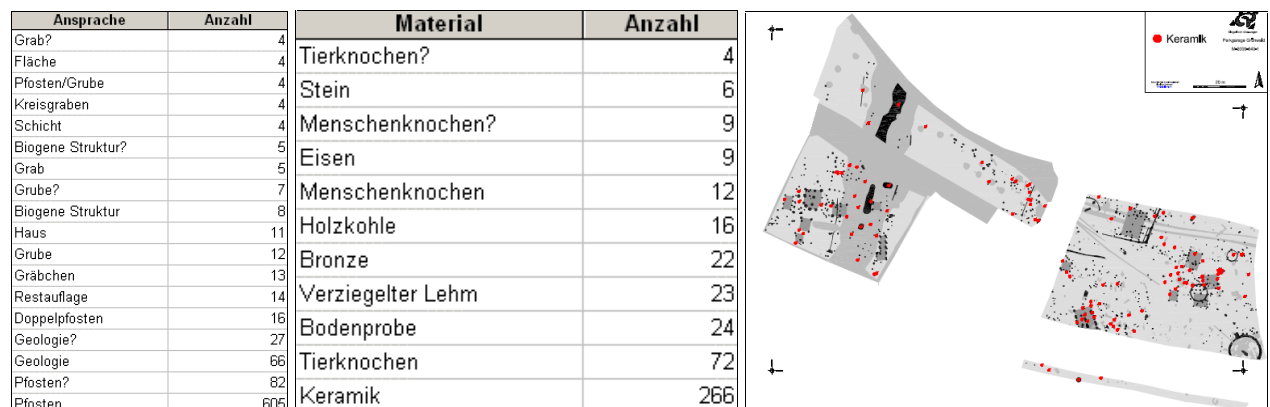 Ansprache Anzahl
Grab? 4
Fläche 4
Pfosten/Grube 4
Kreisgraben 4
Schicht 4
Biogene Struktur? 5
Grab 5
Grube? 7
Biogene Struktur 8
Haus 11
Grube 12
Gräbchen 13
Restauflage 14
Doppelpfosten 16
Geologie? 27
Geologie 66
Pfosten? 82
Pfosten 605
Material Anzahl
Tierknochen? 4
Stein 6
Menschenknochen? 9
Eisen 9
Menschenknochen 12
Holzkohle 16
Bronze 22
Verziegelter Lehm 23
Bodenprobe 24
Tierknochen 72
Keramik 266
Keramik